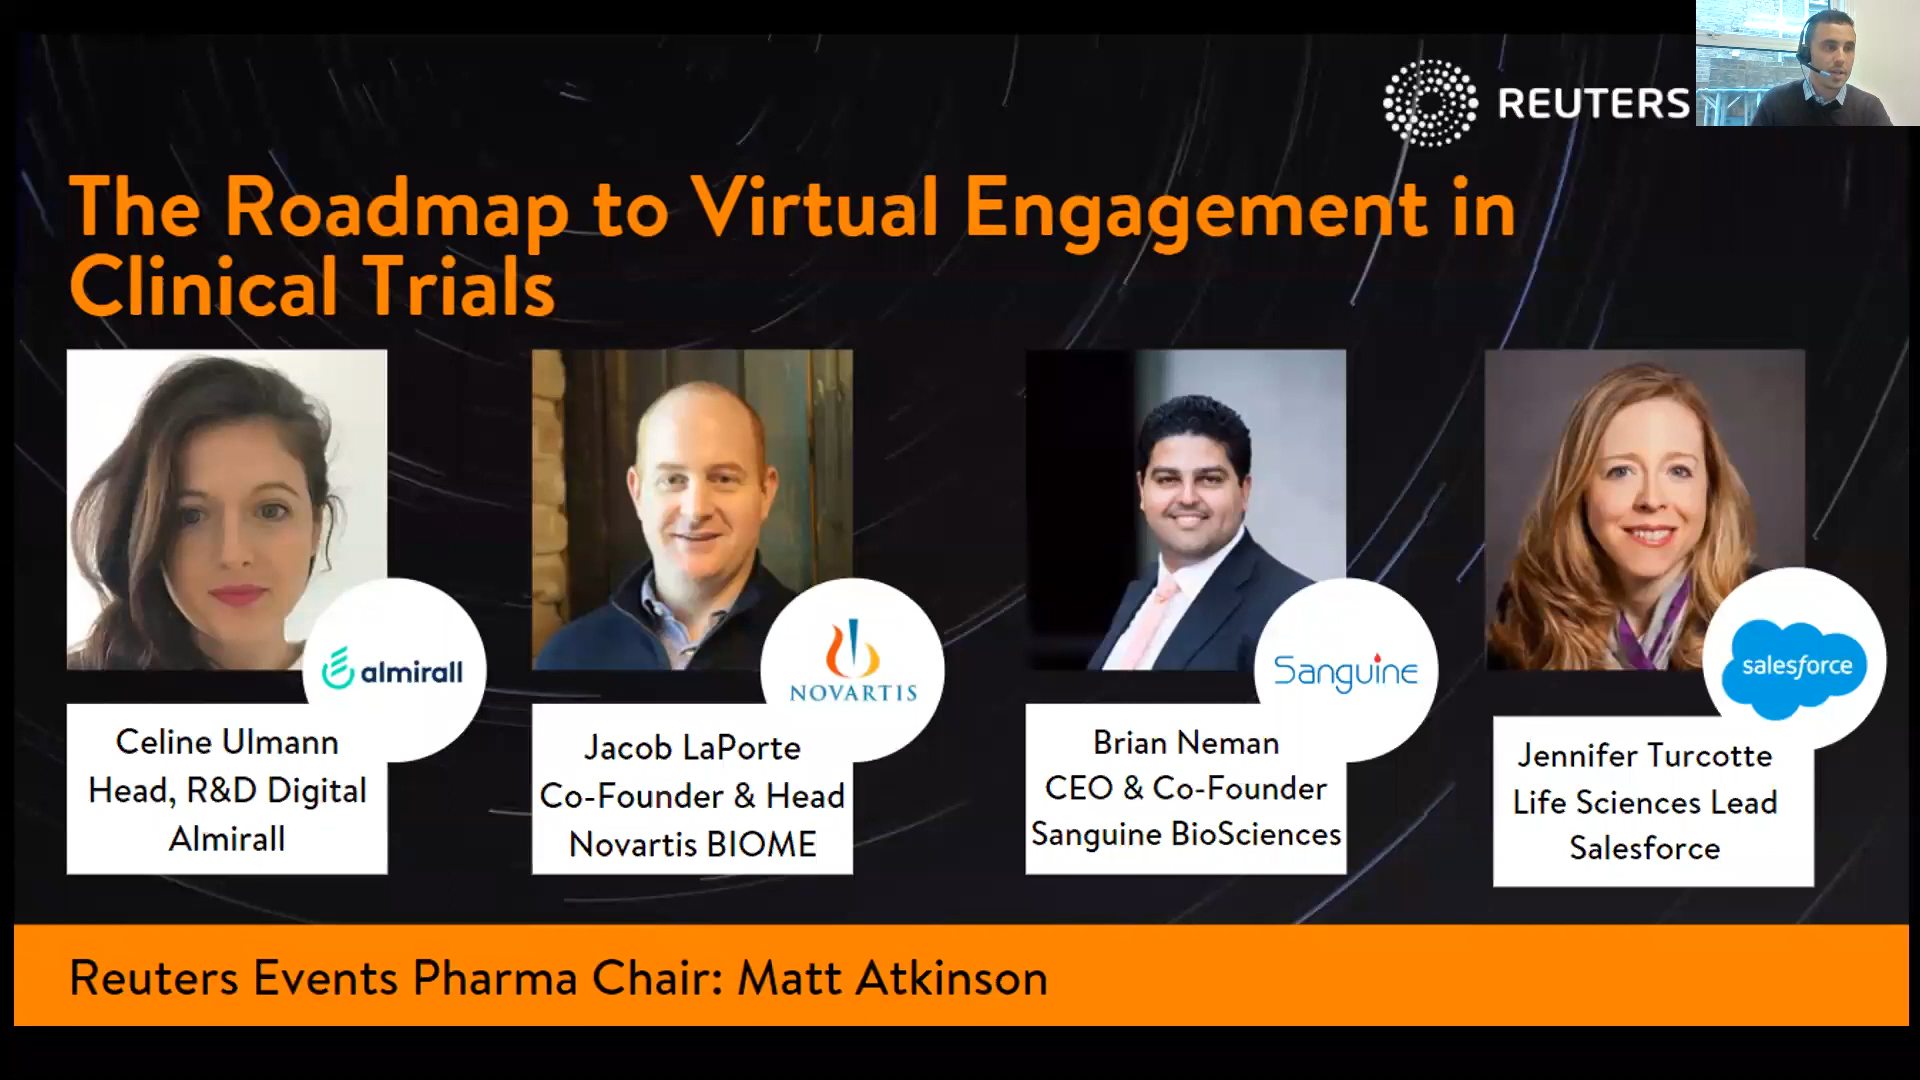 REUTERS
The Roadmap to Virtual Engagement in
Clinical Trials
almirall
Celine Ulmann
Head, R&D Digital
Almirall
NOVARTIS
Jacob LaPorte
Co-Founder & Head
Novartis BIOME
Sanguine
Brian Neman
CEO & Co-Founder
Sanguine BioSciences
salesforce
Jennifer Turcotte
Life Sciences Lead
Salesforce
Reuters Events Pharma Chair: Matt Atkinson